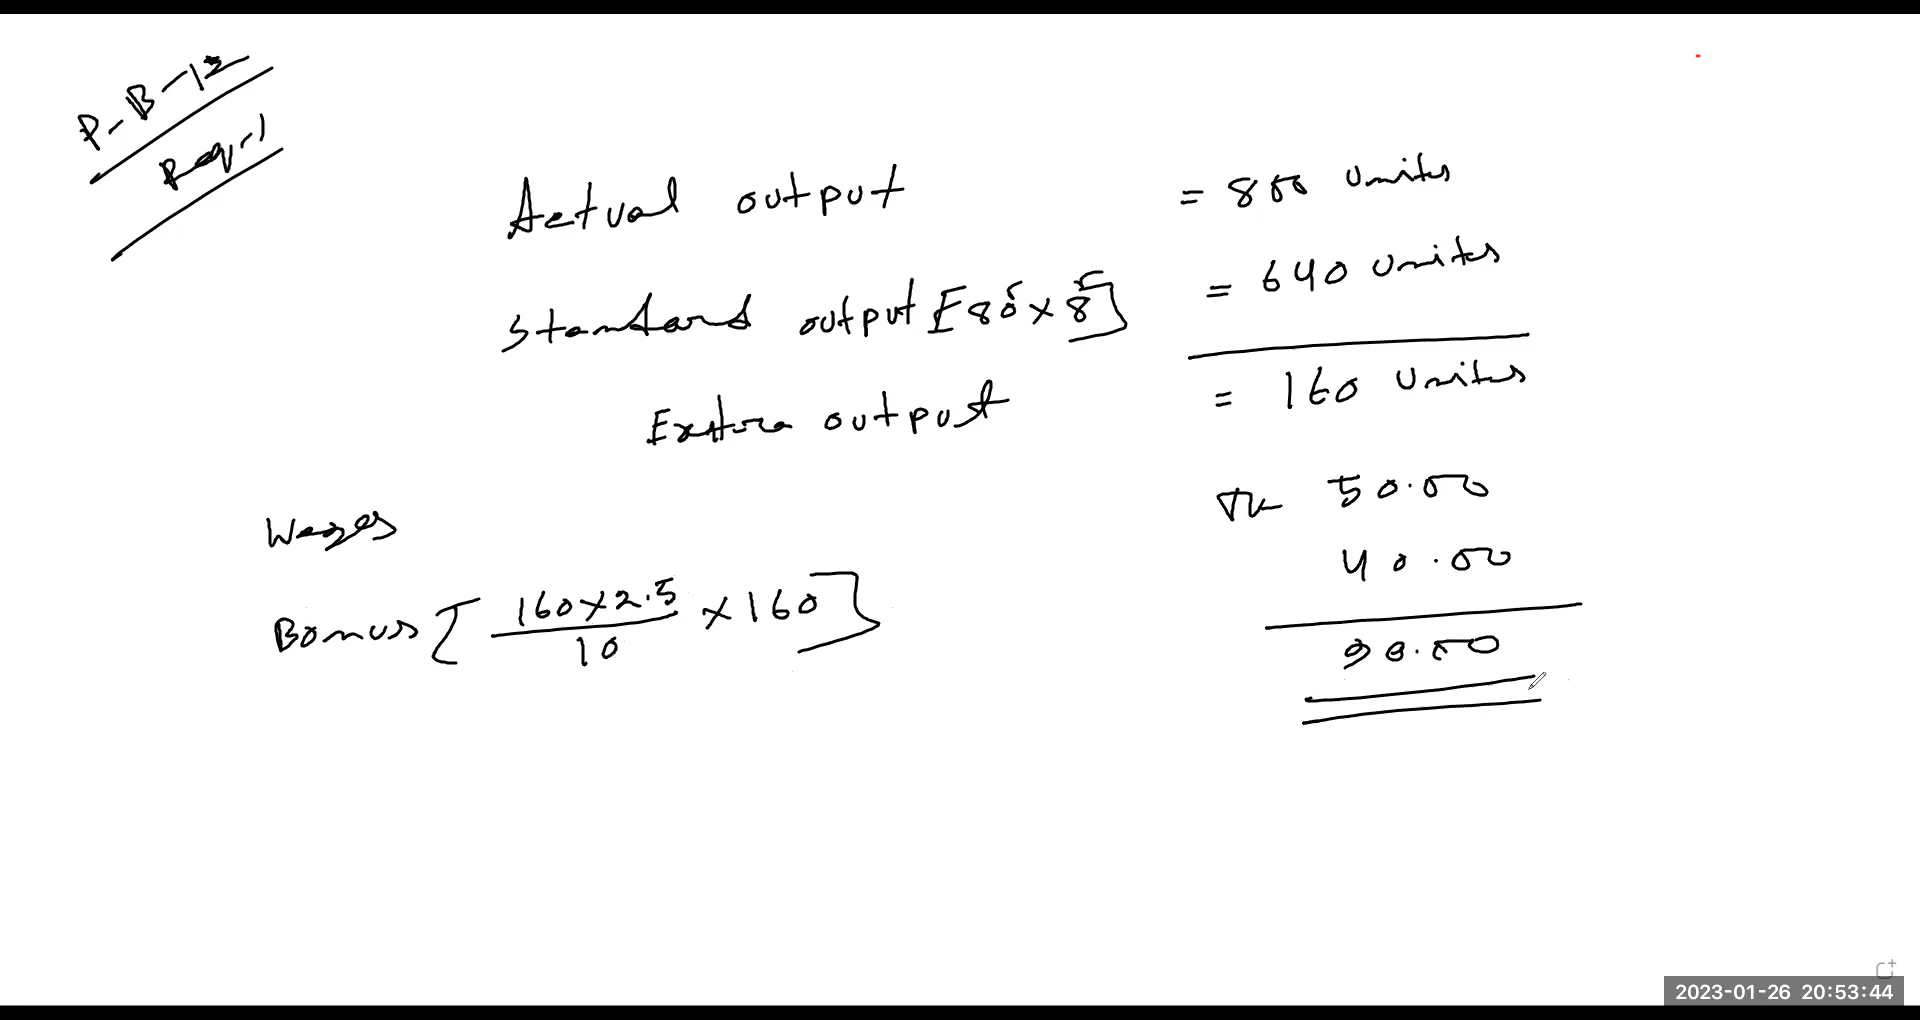 P-B-12
Requ-1
Actual output = 800 units
Standard output [80 x 8] = 640 units
Extra output = 160 units
Wages Tk 50.00
Bonus [160x2.5/10 x 160] 40.00
90.00
2023-01-26 20:53:44